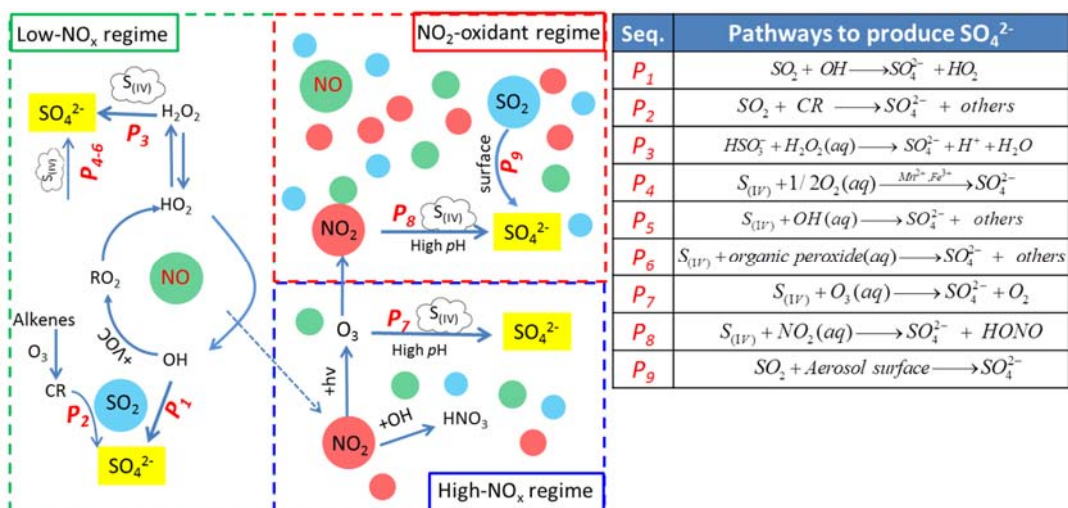 Low-NOₓ regime
S(IV)
SO₄²⁻
H₂O₂
P₃
S(IV)
P₄₋₆
HO₂
RO₂
NO
Alkenes
+VOC
O₃
OH
CR
SO₂
P₂
P₁
SO₄²⁻
NO₂-oxidant regime
NO
SO₂
surface
P₉
NO₂
P₈
S(IV)
High pH
SO₄²⁻
O₃
P₇
S(IV)
High pH
SO₄²⁻
+hv
+OH
HNO₃
NO₂
High-NOₓ regime
Seq. Pathways to produce SO₄²⁻
P₁ SO₂ + OH ⟶ SO₄²⁻ + HO₂
P₂ SO₂ + CR ⟶ SO₄²⁻ + others
P₃ HSO₃⁻ + H₂O₂(aq) ⟶ SO₄²⁻ + H⁺ + H₂O
P₄ S(IV) + 1/2O₂(aq) —Mn²⁺,Fe³⁺⟶ SO₄²⁻
P₅ S(IV) + OH(aq) ⟶ SO₄²⁻ + others
P₆ S(IV) + organic peroxide(aq) ⟶ SO₄²⁻ + others
P₇ S(IV) + O₃(aq) ⟶ SO₄²⁻ + O₂
P₈ S(IV) + NO₂(aq) ⟶ SO₄²⁻ + HONO
P₉ SO₂ + Aerosol surface ⟶ SO₄²⁻